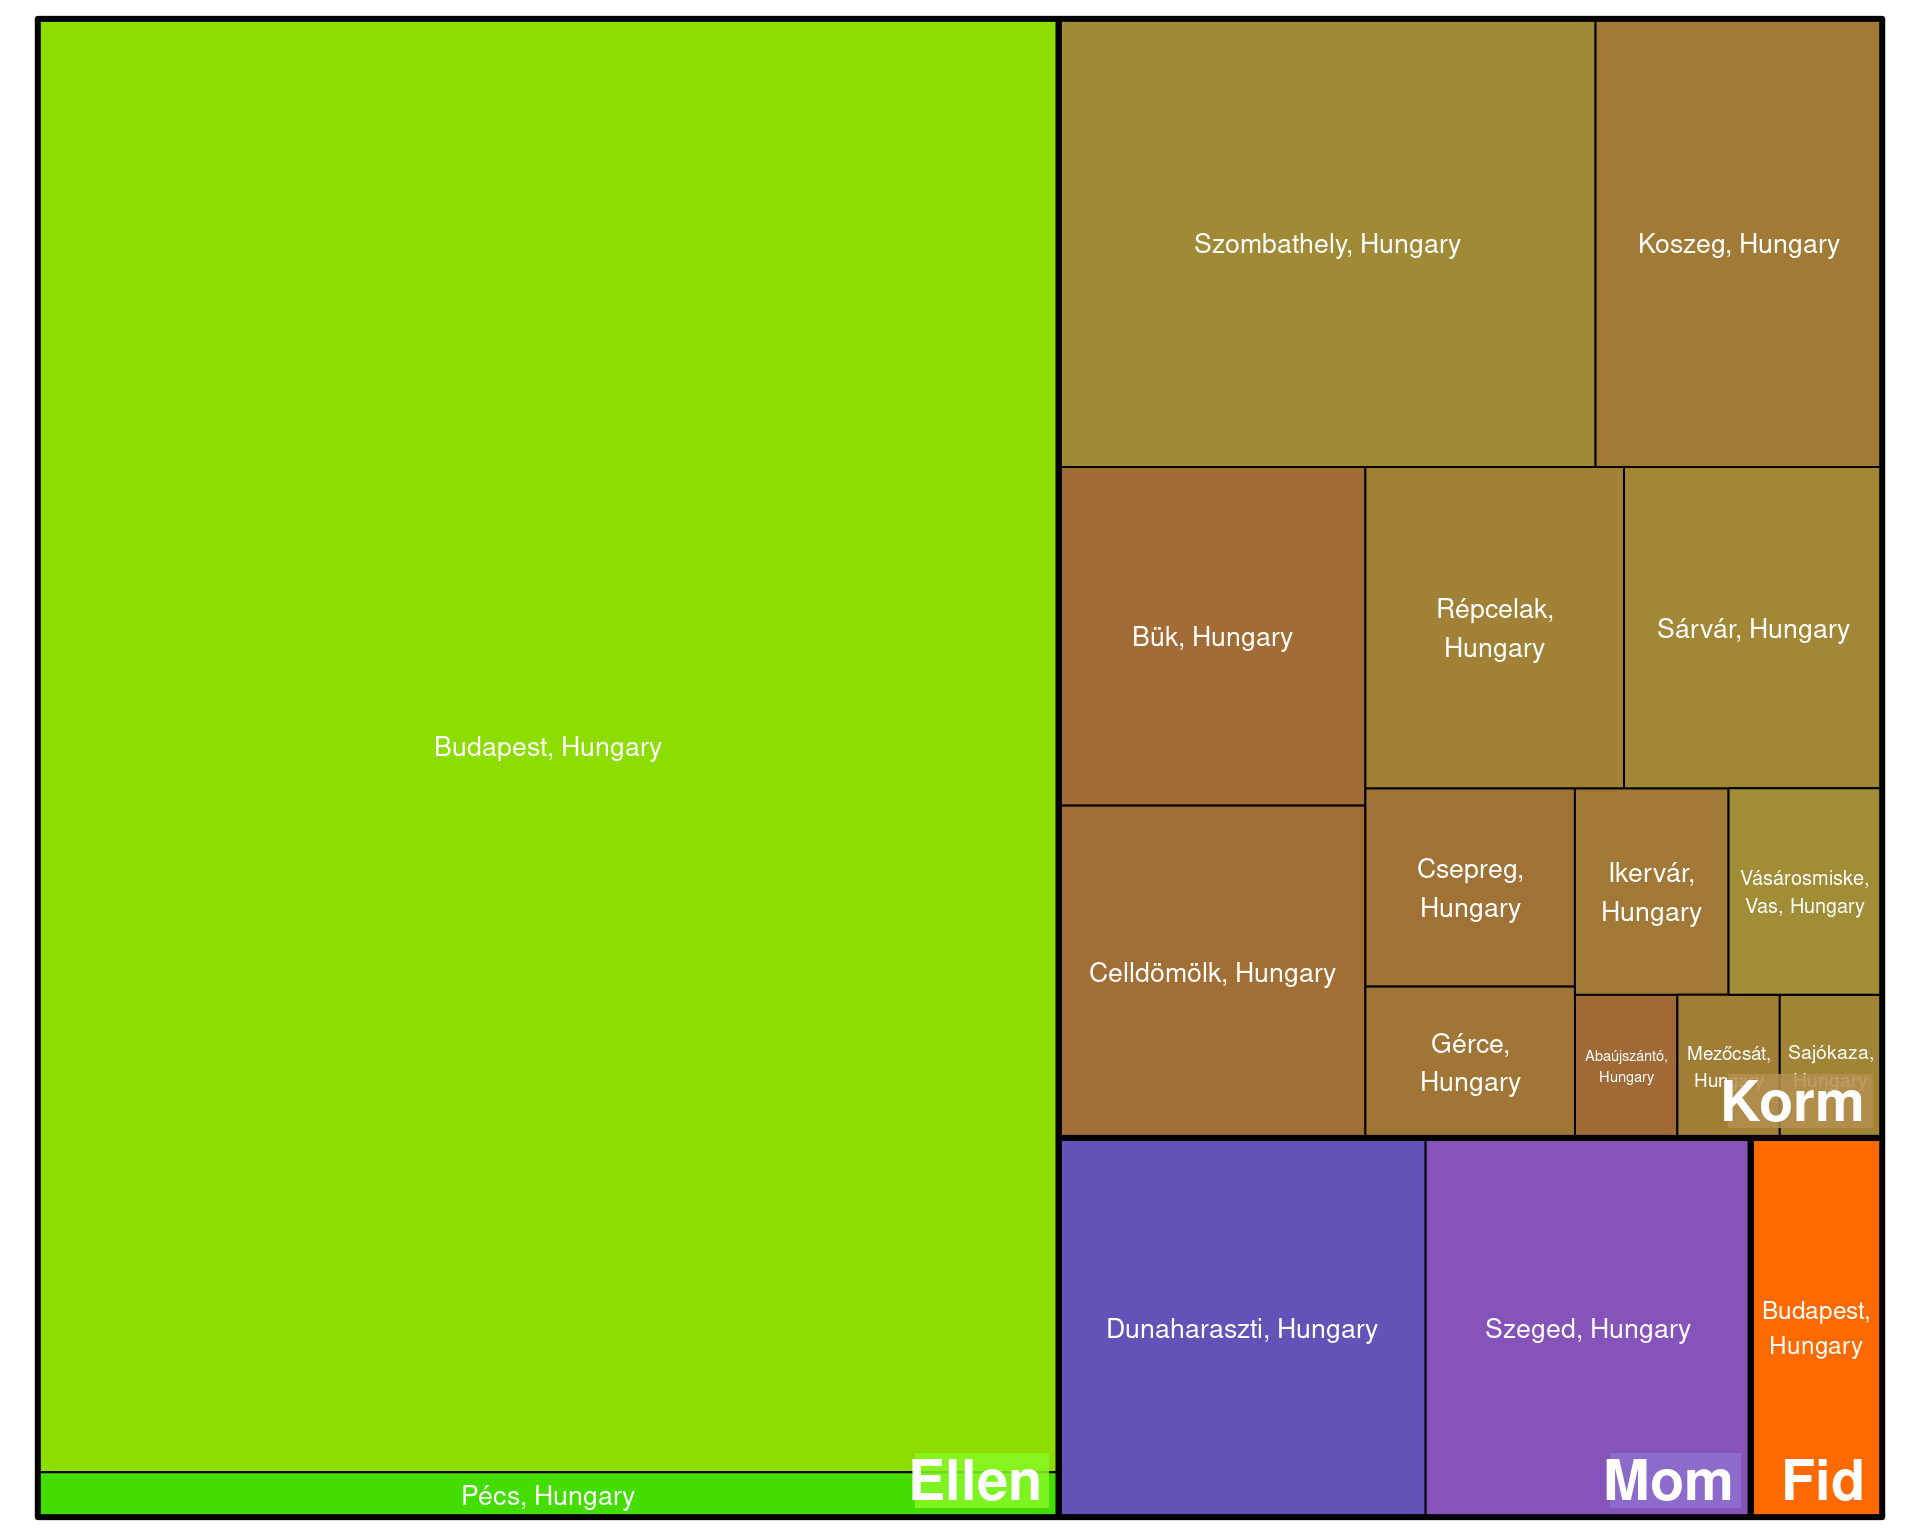 Szombathely, Hungary
Koszeg, Hungary
Bük, Hungary
Répcelak,
Hungary
Sárvár, Hungary
Budapest, Hungary
Csepreg,
Hungary
Ikervár,
Hungary
Vásárosmiske,
Vas, Hungary
Celldömölk, Hungary
Gérce,
Hungary
Abaújszántó,
Hungary
Mezőcsát,
Hungary
Sajókaza,
Hungary
Korm
Dunaharaszti, Hungary
Szeged, Hungary
Budapest,
Hungary
Pécs, Hungary
Ellen
Mom
Fid